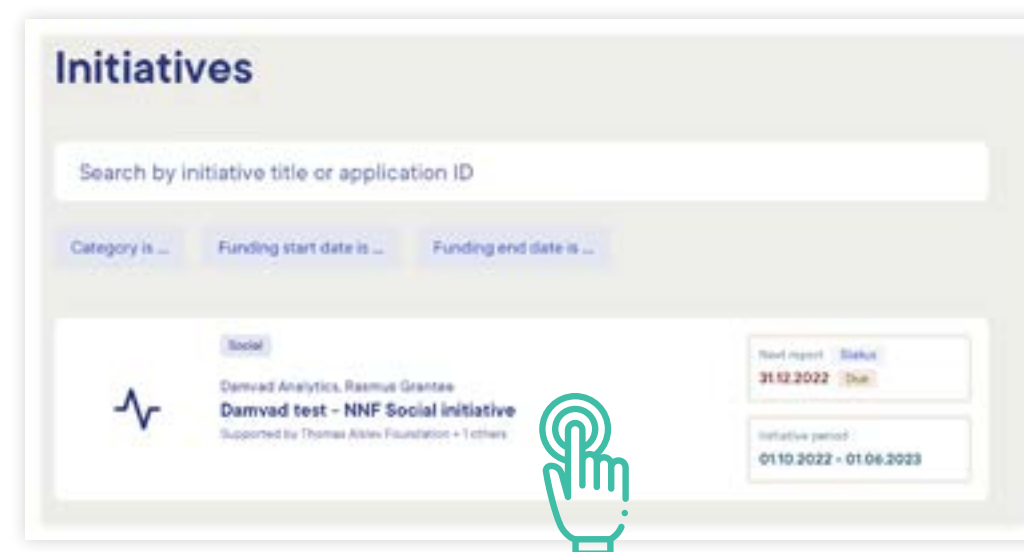 Initiatives
Search by initiative title or application ID
Category is ...
Funding start date is ...
Funding end date is ...
Social
Damvad Analytics, Rasmus Grantee
Damvad test - NNF Social initiative
Supported by Thomas Alslev Foundation + 1 others
Next report Status
31.12.2022 Due
Initiative period
01.10.2022 - 01.06.2023